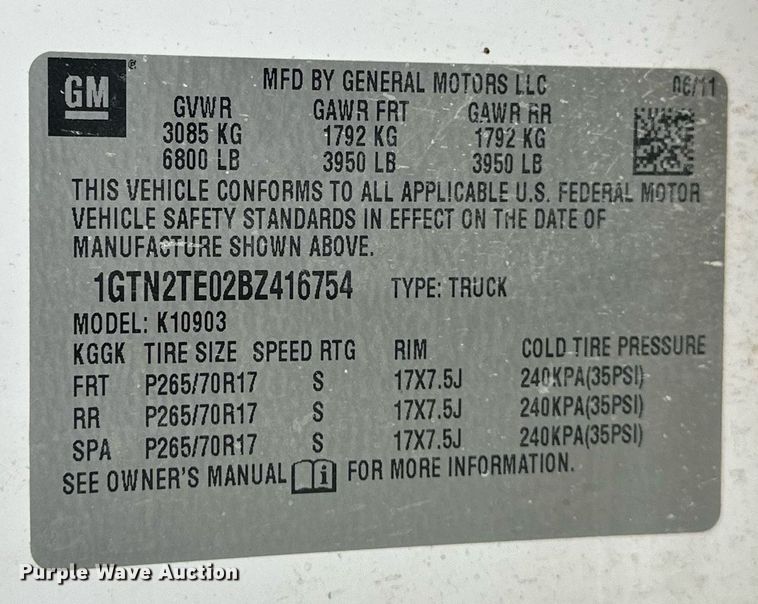 GM ®
MFD BY GENERAL MOTORS LLC 06/11
GVWR GAWR FRT GAWR RR
3085 KG 1792 KG 1792 KG
6800 LB 3950 LB 3950 LB
THIS VEHICLE CONFORMS TO ALL APPLICABLE U.S. FEDERAL MOTOR
VEHICLE SAFETY STANDARDS IN EFFECT ON THE DATE OF
MANUFACTURE SHOWN ABOVE.
1GTN2TE02BZ416754 TYPE: TRUCK
MODEL: K10903
KGGK TIRE SIZE SPEED RTG RIM COLD TIRE PRESSURE
FRT P265/70R17 S 17X7.5J 240KPA(35PSI)
RR P265/70R17 S 17X7.5J 240KPA(35PSI)
SPA P265/70R17 S 17X7.5J 240KPA(35PSI)
SEE OWNER'S MANUAL i FOR MORE INFORMATION.
Purple Wave Auction